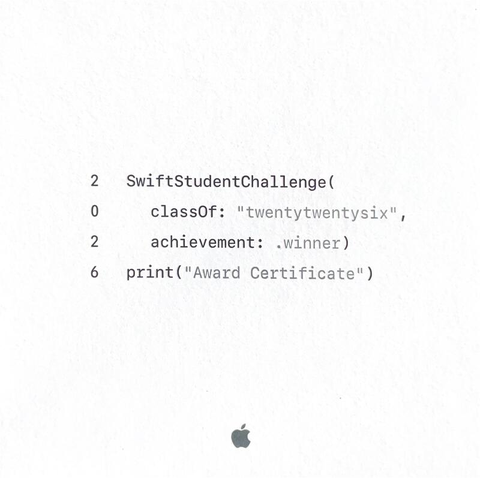 2 SwiftStudentChallenge(
0 classOf: "twentytwentysix",
2 achievement: .winner)
6 print("Award Certificate")